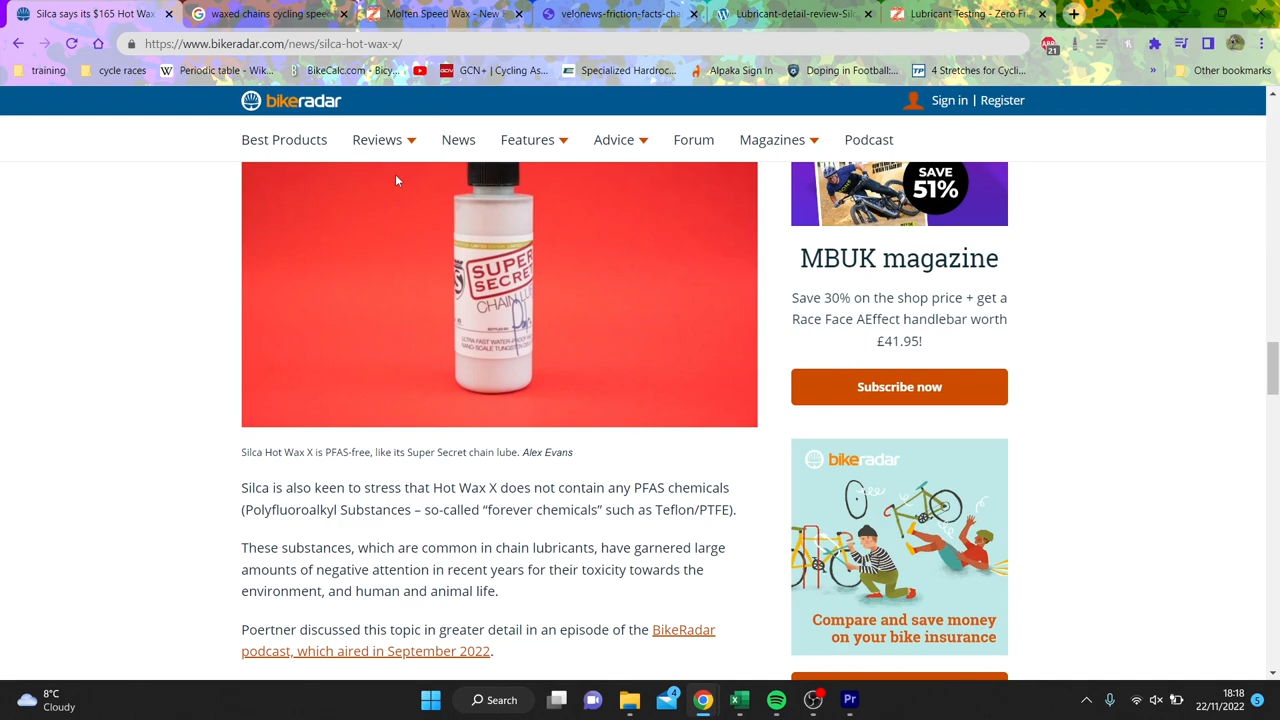 Silca says its $165 Hot Wax
waxed chains cycling speed
Molten Speed Wax – New
velonews-friction-facts-cha
Lubricant-detail-review-Silc
Lubricant Testing - Zero Fri
https://www.bikeradar.com/news/silca-hot-wax-x/
21
training
cycle races
Periodic table - Wik...
BikeCalc.com - Bicy...
GCN+ | Cycling As...
Specialized Hardroc...
Alpaka Sign In
Doping in Football:...
4 Stretches for Cycli...
»
Other bookmarks
bikeradar
Sign in | Register
Best Products
Reviews
News
Features
Advice
Forum
Magazines
Podcast
SUPER
SECRET
CHAIN LUBE
SAVE
51%
MBUK magazine
Save 30% on the shop price + get a
Race Face AEffect handlebar worth
£41.95!
Subscribe now
Silca Hot Wax X is PFAS-free, like its Super Secret chain lube. Alex Evans
Silca is also keen to stress that Hot Wax X does not contain any PFAS chemicals
(Polyfluoroalkyl Substances – so-called “forever chemicals” such as Teflon/PTFE).
These substances, which are common in chain lubricants, have garnered large
amounts of negative attention in recent years for their toxicity towards the
environment, and human and animal life.
Poertner discussed this topic in greater detail in an episode of the BikeRadar
podcast, which aired in September 2022.
bikeradar
Compare and save money
on your bike insurance
8°C
Cloudy
Search
4
18:18
22/11/2022
5